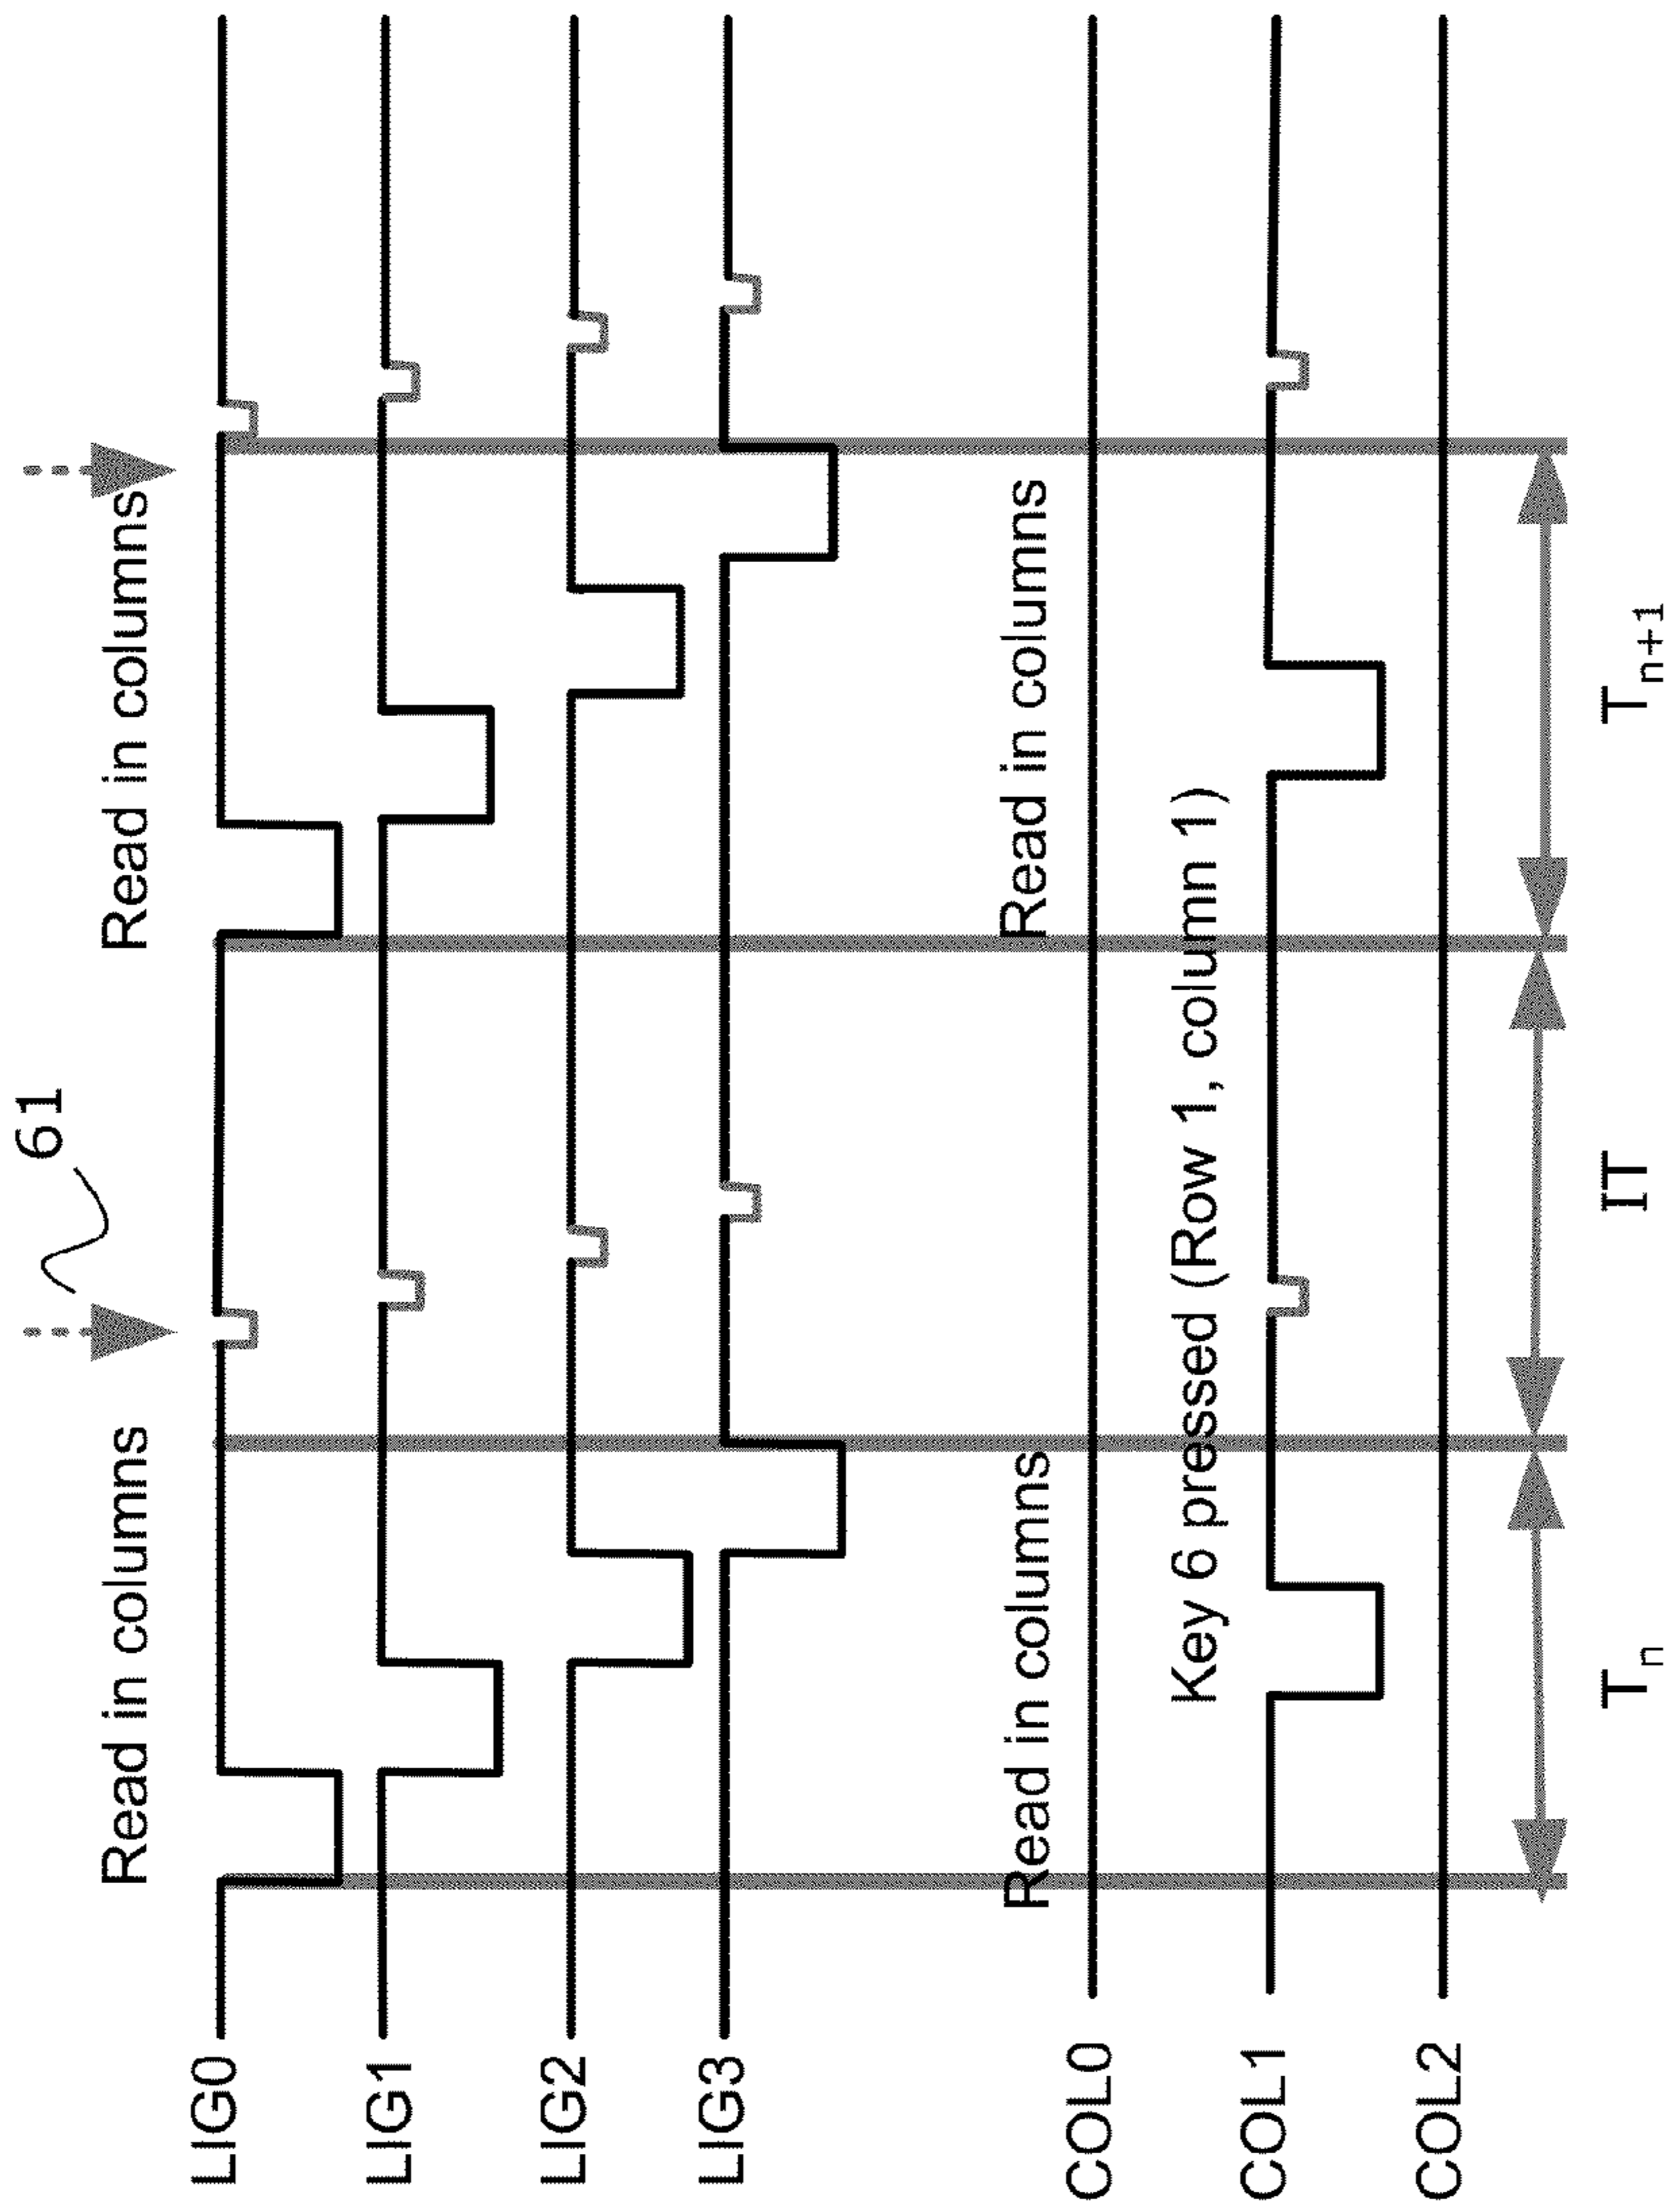 61
Read in columns
Read in columns
LIG0
LIG1
LIG2
LIG3
Read in columns
Read in columns
COL0
Key 6 pressed (Row 1, column 1)
COL1
COL2
Tn
IT
Tn+1